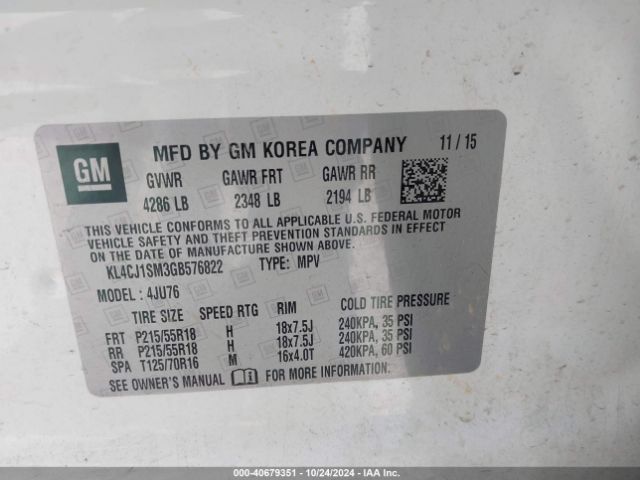 GM
MFD BY GM KOREA COMPANY 11 / 15
GVWR GAWR FRT GAWR RR
4286 LB 2348 LB 2194 LB
THIS VEHICLE CONFORMS TO ALL APPLICABLE U.S. FEDERAL MOTOR
VEHICLE SAFETY AND THEFT PREVENTION STANDARDS IN EFFECT ON
THE DATE OF MANUFACTURE SHOWN ABOVE.
KL4CJ1SM3GB576822 TYPE: MPV
MODEL: 4JU76
TIRE SIZE SPEED RTG RIM COLD TIRE PRESSURE
FRT P215/55R18 H 18x7.5J 240KPA, 35 PSI
RR P215/55R18 H 18x7.5J 240KPA, 35 PSI
SPA T125/70R16 M 16x4.0T 420KPA, 60 PSI
SEE OWNER'S MANUAL FOR MORE INFORMATION.
000-40679351 - 10/24/2024 - IAA Inc.